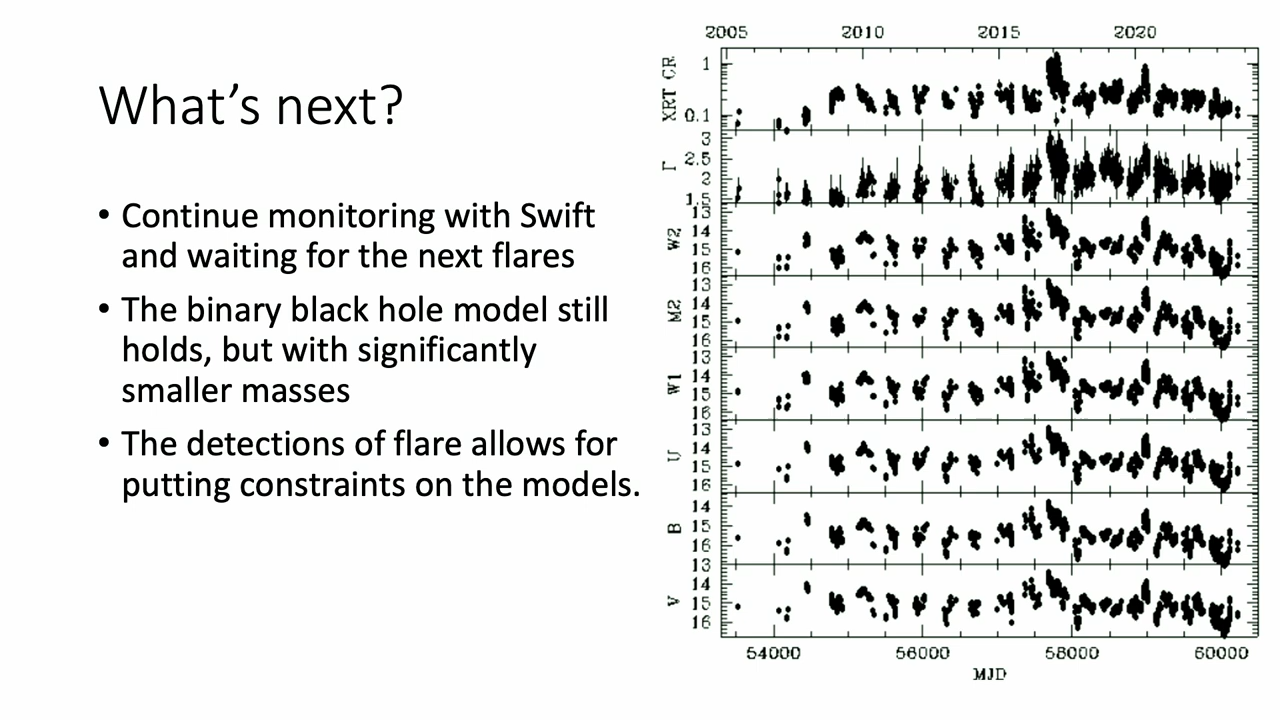 What's next?
• Continue monitoring with Swift
and waiting for the next flares
• The binary black hole model still
holds, but with significantly
smaller masses
• The detections of flare allows for
putting constraints on the models.
2005 2010 2015 2020
XRT CR
1
0.1
Γ
3
2.5
2
1.5
W2
13
14
15
16
M2
13
14
15
16
W1
13
14
15
16
U
13
14
15
16
B
14
15
16
V
13
14
15
16
54000 56000 58000 60000
MJD